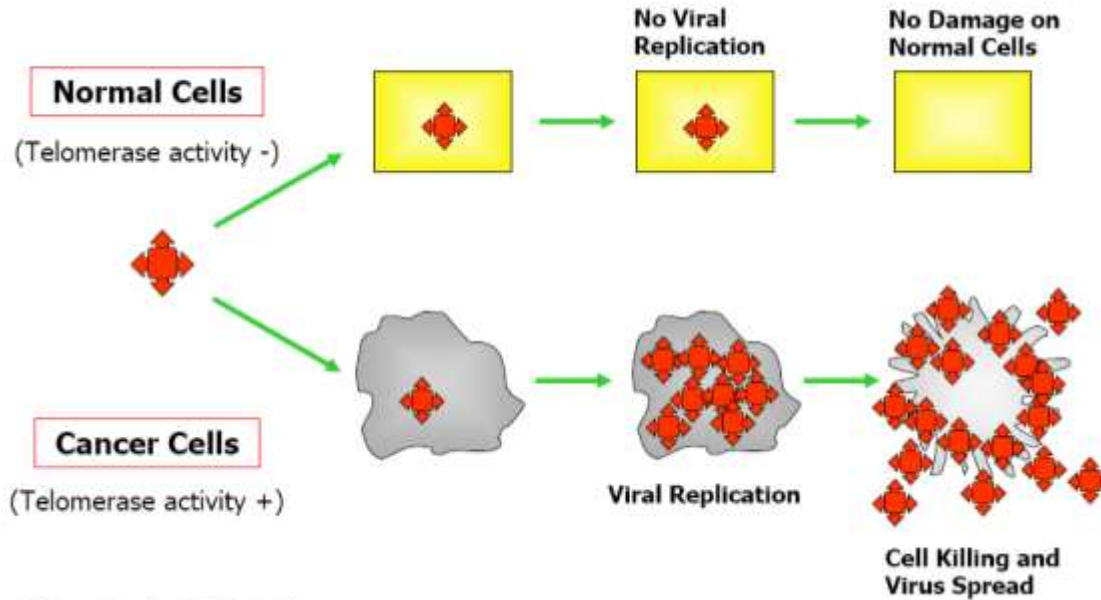 No Viral
Replication
No Damage on
Normal Cells
Normal Cells
(Telomerase activity -)
Cancer Cells
(Telomerase activity +)
Viral Replication
Cell Killing and
Virus Spread